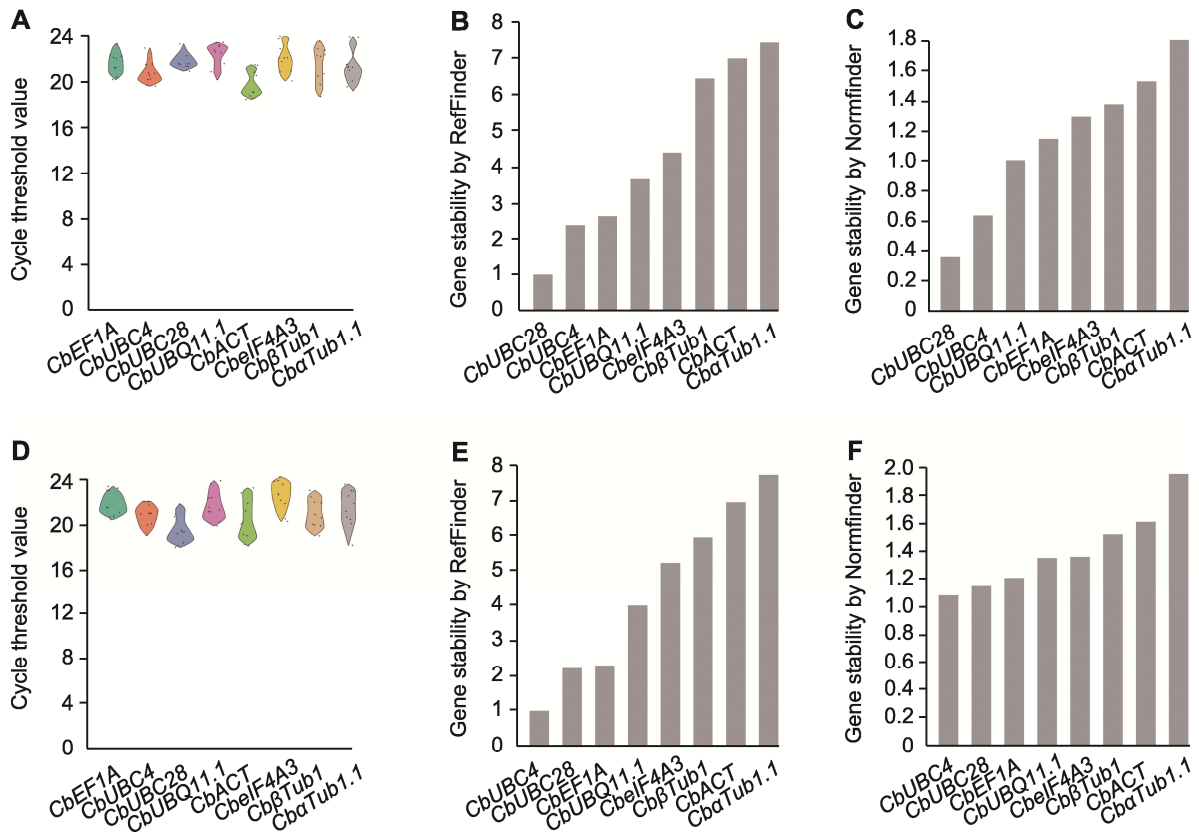 A
Cycle threshold value
24
20
16
12
8
4
0
CbEF1A
CbUBC4
CbUBC28
CbUBQ11.1
CbACT
CbeIF4A3
CbβTub1
CbαTub1.1
B
Gene stability by RefFinder
8
7
6
5
4
3
2
1
0
CbUBC28
CbUBC4
CbEF1A
CbUBQ11.1
CbeIF4A3
CbβTub1
CbACT
CbαTub1.1
C
Gene stability by Normfinder
1.8
1.6
1.4
1.2
1.0
0.8
0.6
0.4
0.2
0
CbUBC28
CbUBC4
CbUBQ11.1
CbEF1A
CbeIF4A3
CbβTub1
CbACT
CbαTub1.1
D
Cycle threshold value
24
20
16
12
8
4
0
CbEF1A
CbUBC4
CbUBC28
CbUBQ11.1
CbACT
CbeIF4A3
CbβTub1
CbαTub1.1
E
Gene stability by RefFinder
8
7
6
5
4
3
2
1
0
CbUBC4
CbUBC28
CbEF1A
CbUBQ11.1
CbeIF4A3
CbβTub1
CbACT
CbαTub1.1
F
Gene stability by Normfinder
2.0
1.8
1.6
1.4
1.2
1.0
0.8
0.6
0.4
0.2
0
CbUBC4
CbUBC28
CbEF1A
CbUBQ11.1
CbeIF4A3
CbβTub1
CbACT
CbαTub1.1